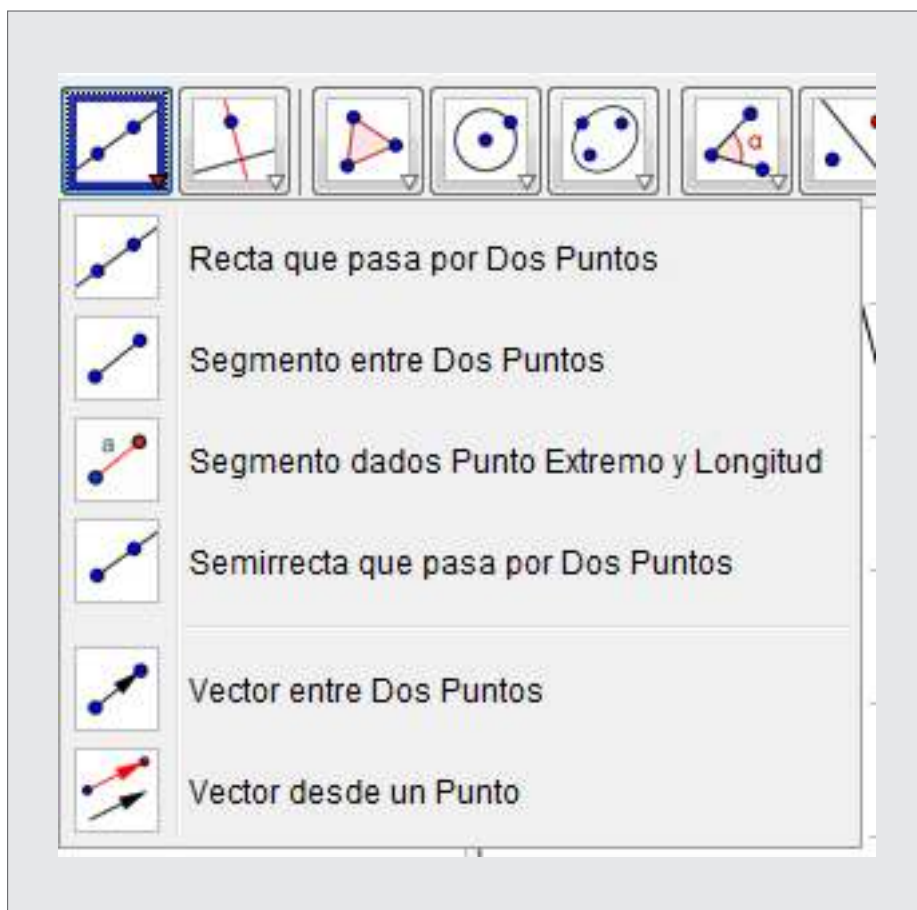 α
Recta que pasa por Dos Puntos
Segmento entre Dos Puntos
a
Segmento dados Punto Extremo y Longitud
Semirrecta que pasa por Dos Puntos
Vector entre Dos Puntos
Vector desde un Punto